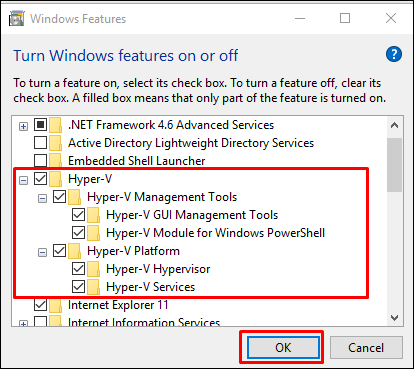 Windows Features
Turn Windows features on or off
To turn a feature on, select its check box. To turn a feature off, clear its
check box. A filled box means that only part of the feature is turned on.
.NET Framework 4.6 Advanced Services
Active Directory Lightweight Directory Services
Embedded Shell Launcher
Hyper-V
Hyper-V Management Tools
Hyper-V GUI Management Tools
Hyper-V Module for Windows PowerShell
Hyper-V Platform
Hyper-V Hypervisor
Hyper-V Services
Internet Explorer 11
Internet Information Services
OK
Cancel